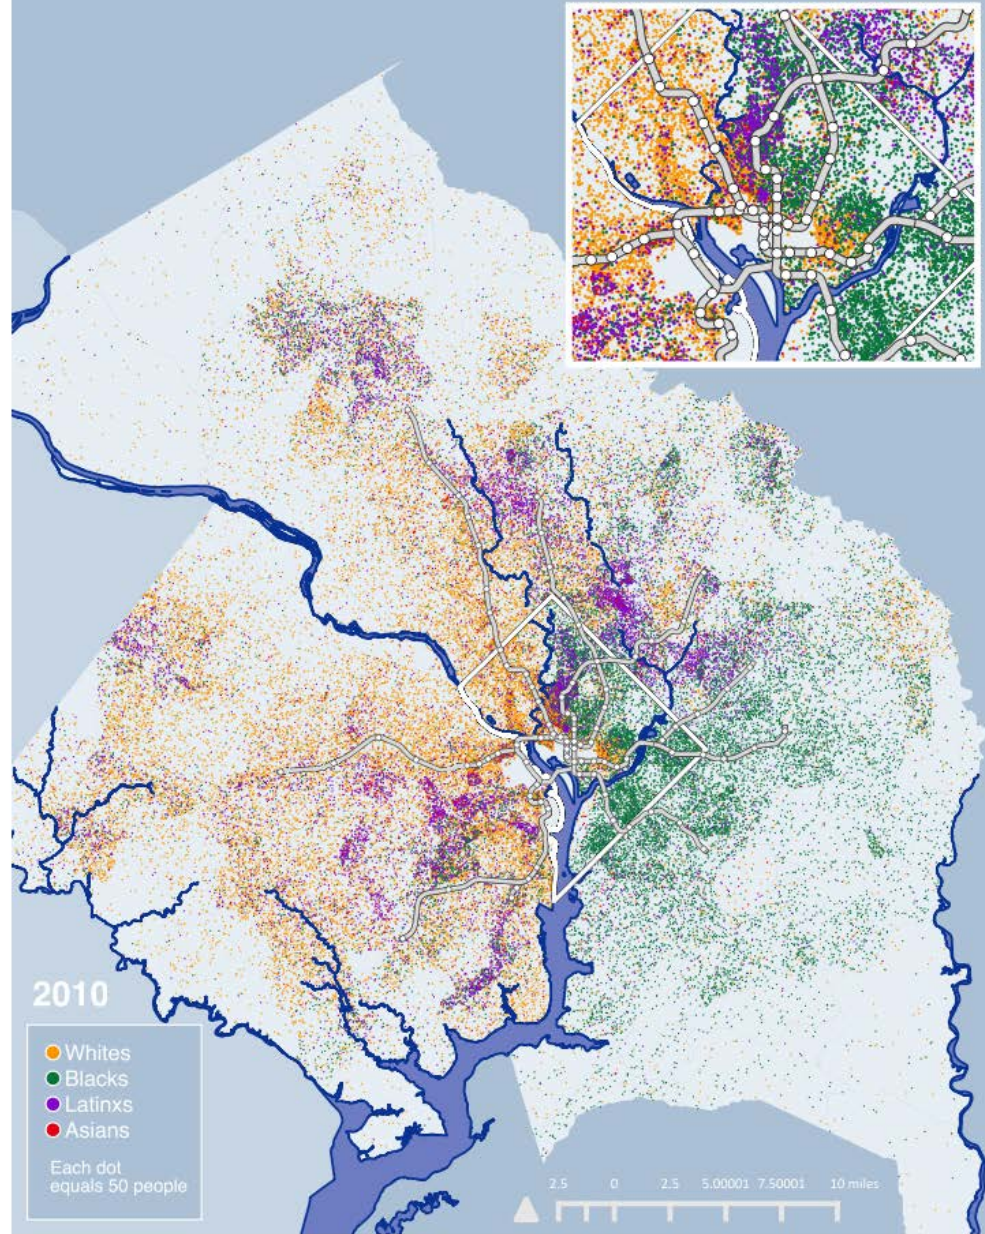 2010
Whites
Blacks
Latinxs
Asians
Each dot
equals 50 people
2.5 0 2.5 5.00001 7.50001 10 miles